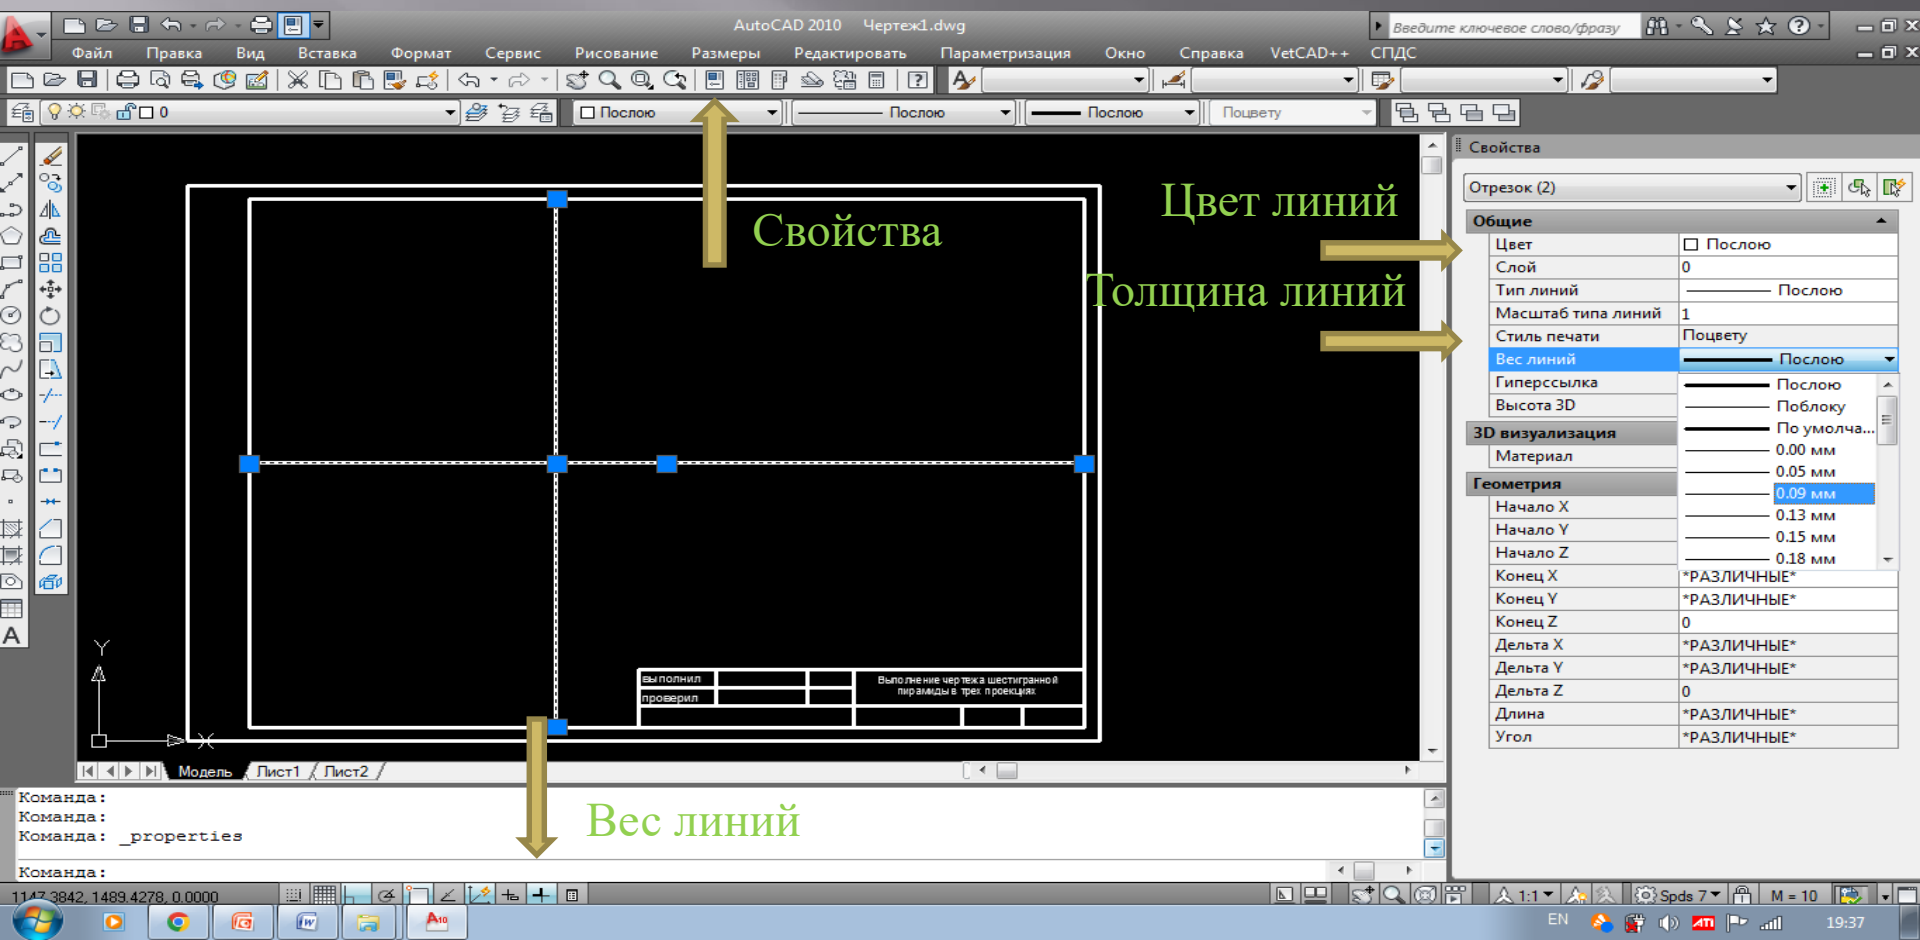 AutoCAD 2010 Чертеж1.dwg
Введите ключевое слово/фразу
Файл Правка Вид Вставка Формат Сервис Рисование Размеры Редактировать Параметризация Окно Справка VetCAD++ СПДС
0 Послою Послою Послою Поцвету
Свойства
Отрезок (2)
Общие
Цвет Послою
Слой 0
Тип линий Послою
Масштаб типа линий 1
Стиль печати Поцвету
Вес линий Послою
Гиперссылка
Высота 3D
Послою
Поблоку
По умолча...
0.00 мм
0.05 мм
0.09 мм
0.13 мм
0.15 мм
0.18 мм
3D визуализация
Материал
Геометрия
Начало X
Начало Y
Начало Z
Конец X *РАЗЛИЧНЫЕ*
Конец Y *РАЗЛИЧНЫЕ*
Конец Z 0
Дельта X *РАЗЛИЧНЫЕ*
Дельта Y *РАЗЛИЧНЫЕ*
Дельта Z 0
Длина *РАЗЛИЧНЫЕ*
Угол *РАЗЛИЧНЫЕ*
Цвет линий
Свойства
Толщина линий
выполнил
проверил
Выполнение чертежа шестигранной
пирамиды в трех проекциях
Y
X
Модель Лист1 Лист2
Команда:
Команда:
Команда: _properties
Команда:
Вес линий
1147.3842, 1489.4278, 0.0000
1:1 Spds 7 M = 10
EN 19:37